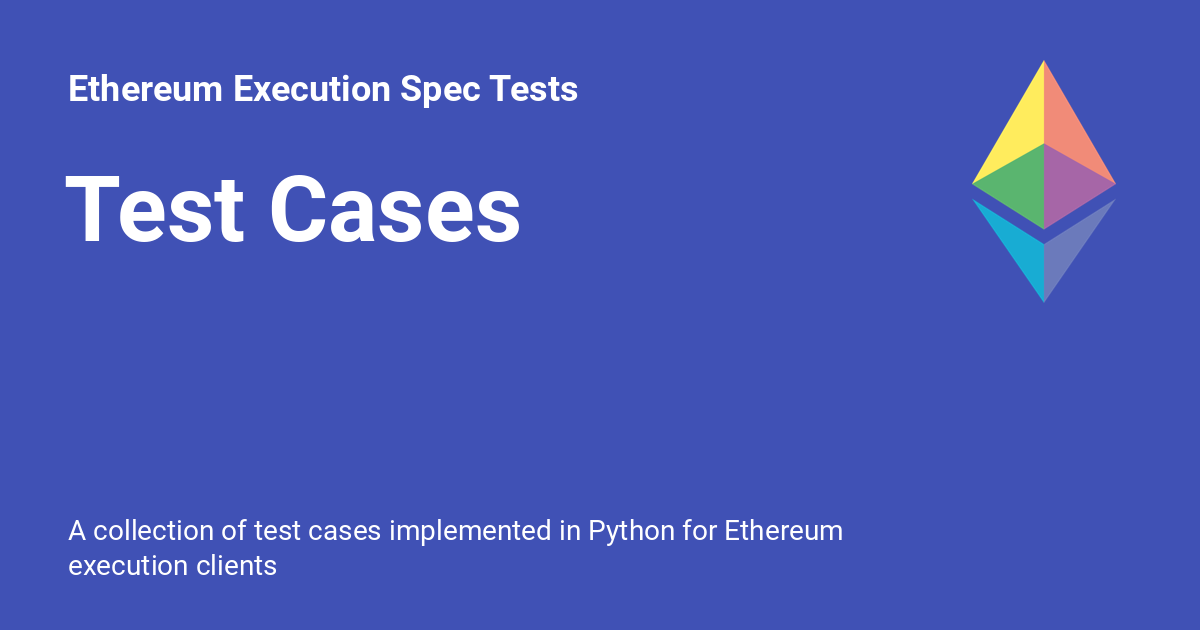 Ethereum Execution Spec Tests
Test Cases
A collection of test cases implemented in Python for Ethereum
execution clients